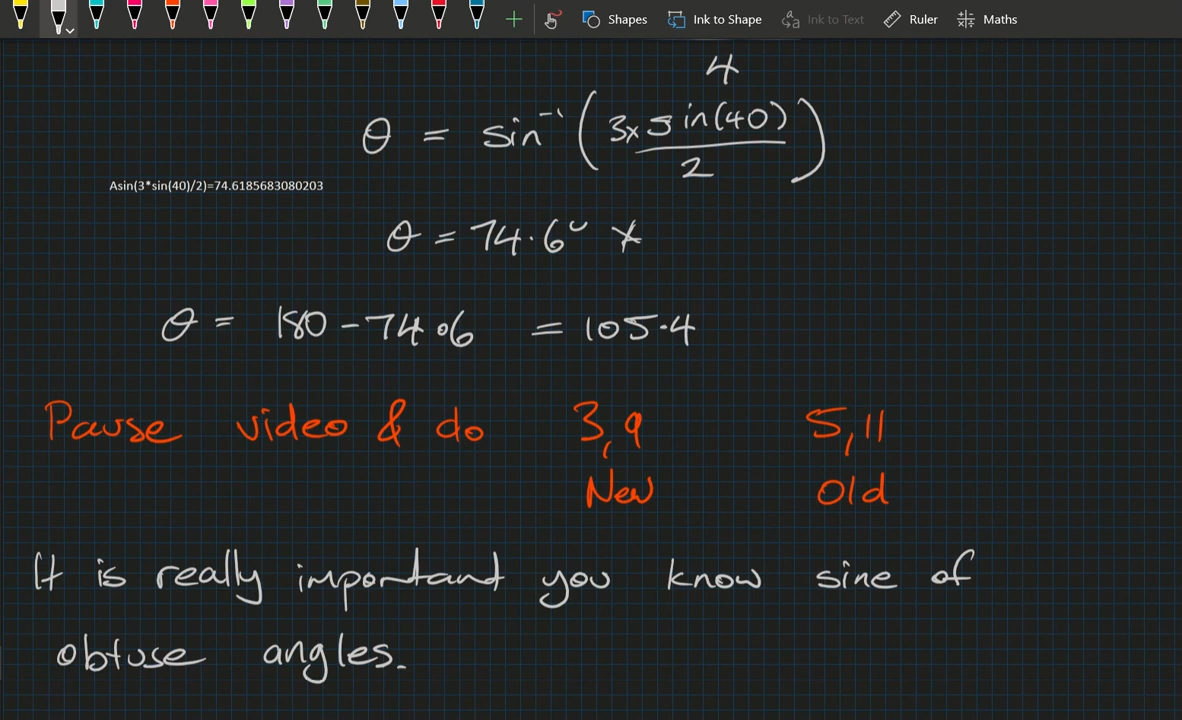 Shapes Ink to Shape Ink to Text Ruler Maths
4
θ = sin⁻¹(3×sin(40)/2)
Asin(3*sin(40)/2)=74.6185683080203
θ = 74.6° ×
θ = 180 - 74.6 = 105.4
Pause video & do 3,9 5,11
New Old
It is really importand you know sine of
obtuse angles.